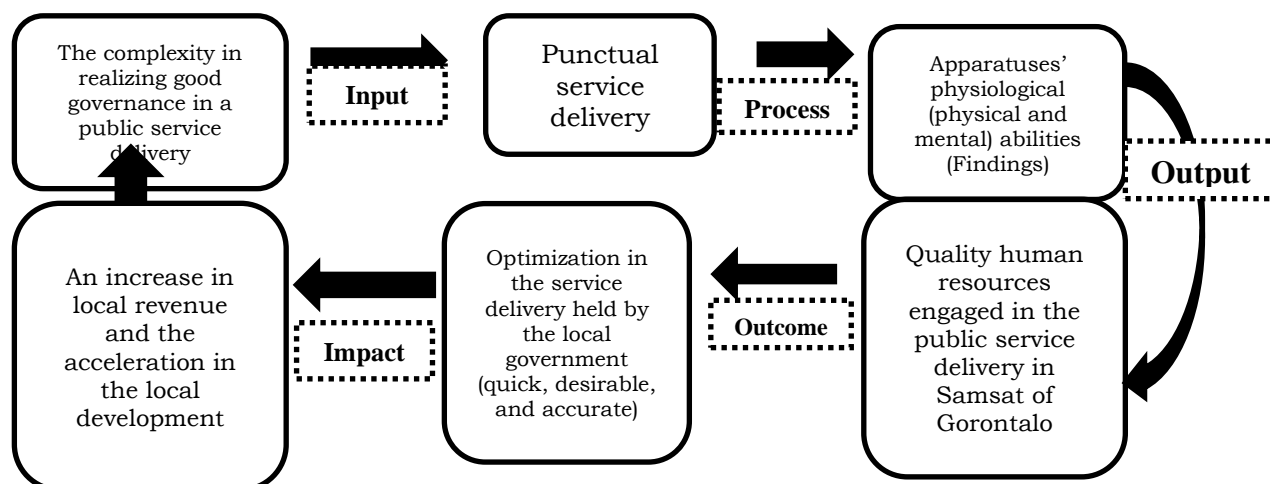 The complexity in
realizing good
governance in a
public service
delivery
Input
Punctual
service
delivery
Process
Apparatuses’
physiological
(physical and
mental) abilities
(Findings)
Output
Quality human
resources
engaged in the
public service
delivery in
Samsat of
Gorontalo
Outcome
Optimization in
the service
delivery held by
the local
government
(quick, desirable,
and accurate)
Impact
An increase in
local revenue
and the
acceleration in
the local
development